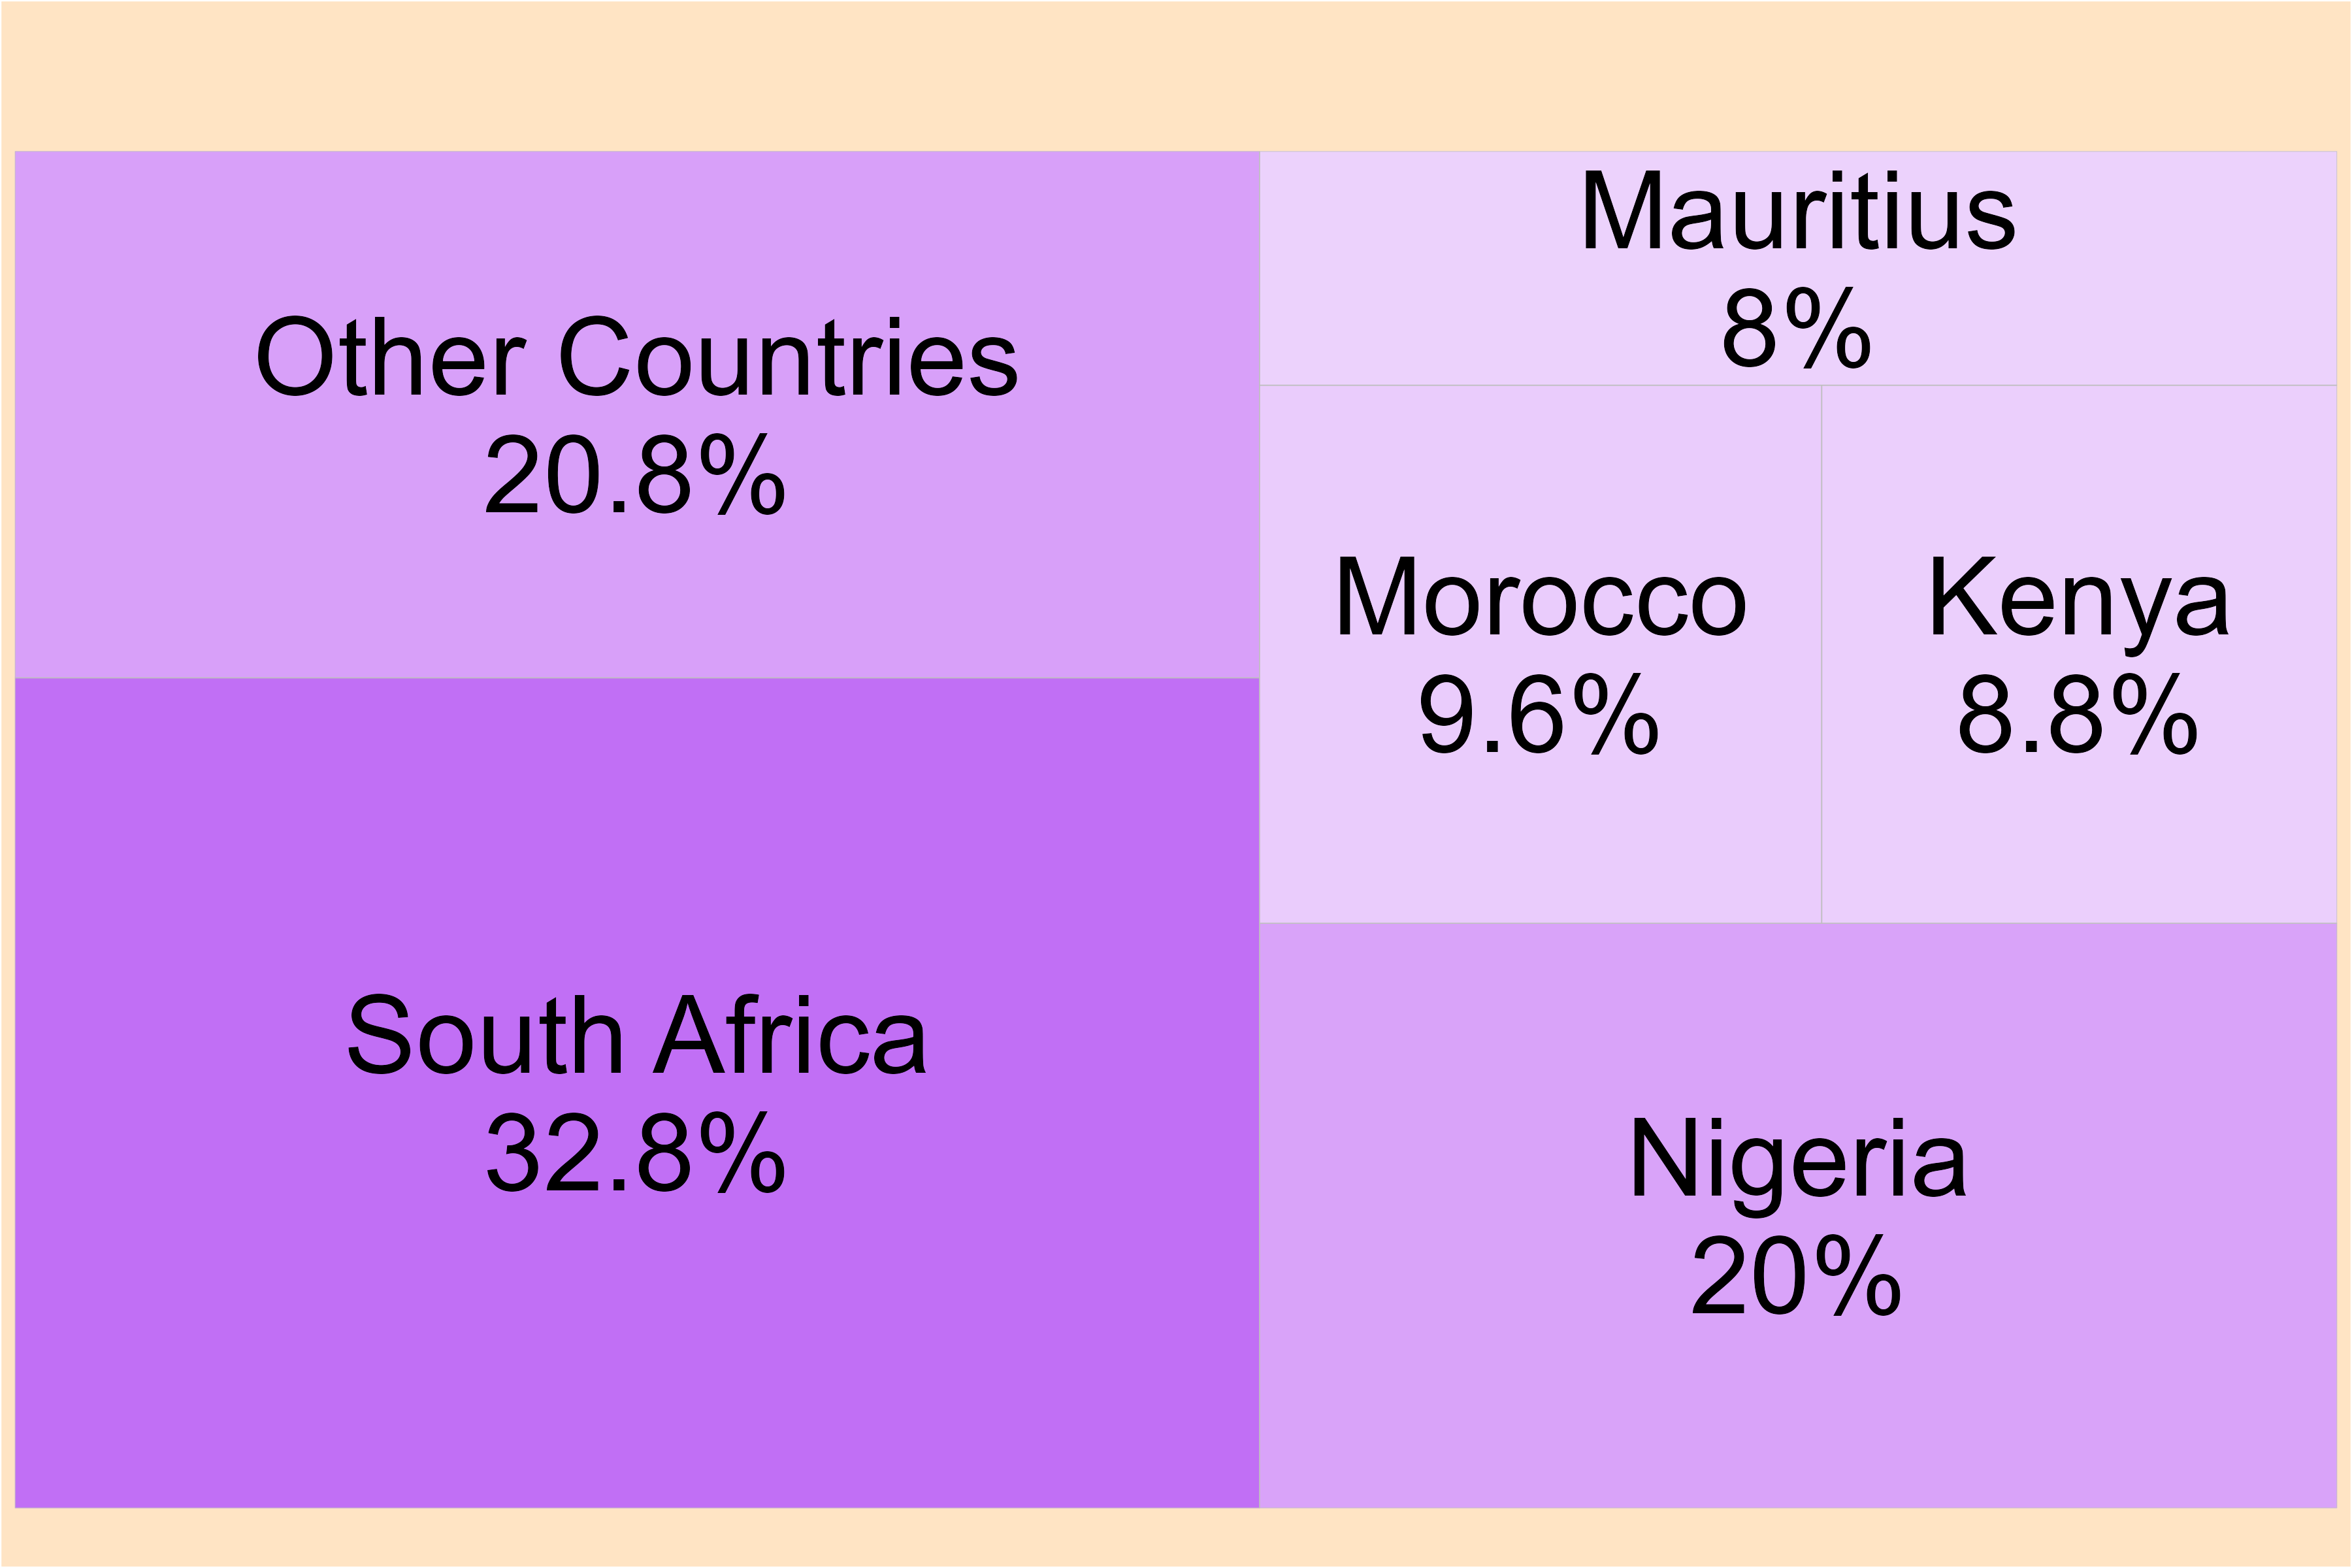 Other Countries
20.8%
South Africa
32.8%
Mauritius
8%
Morocco
9.6%
Kenya
8.8%
Nigeria
20%